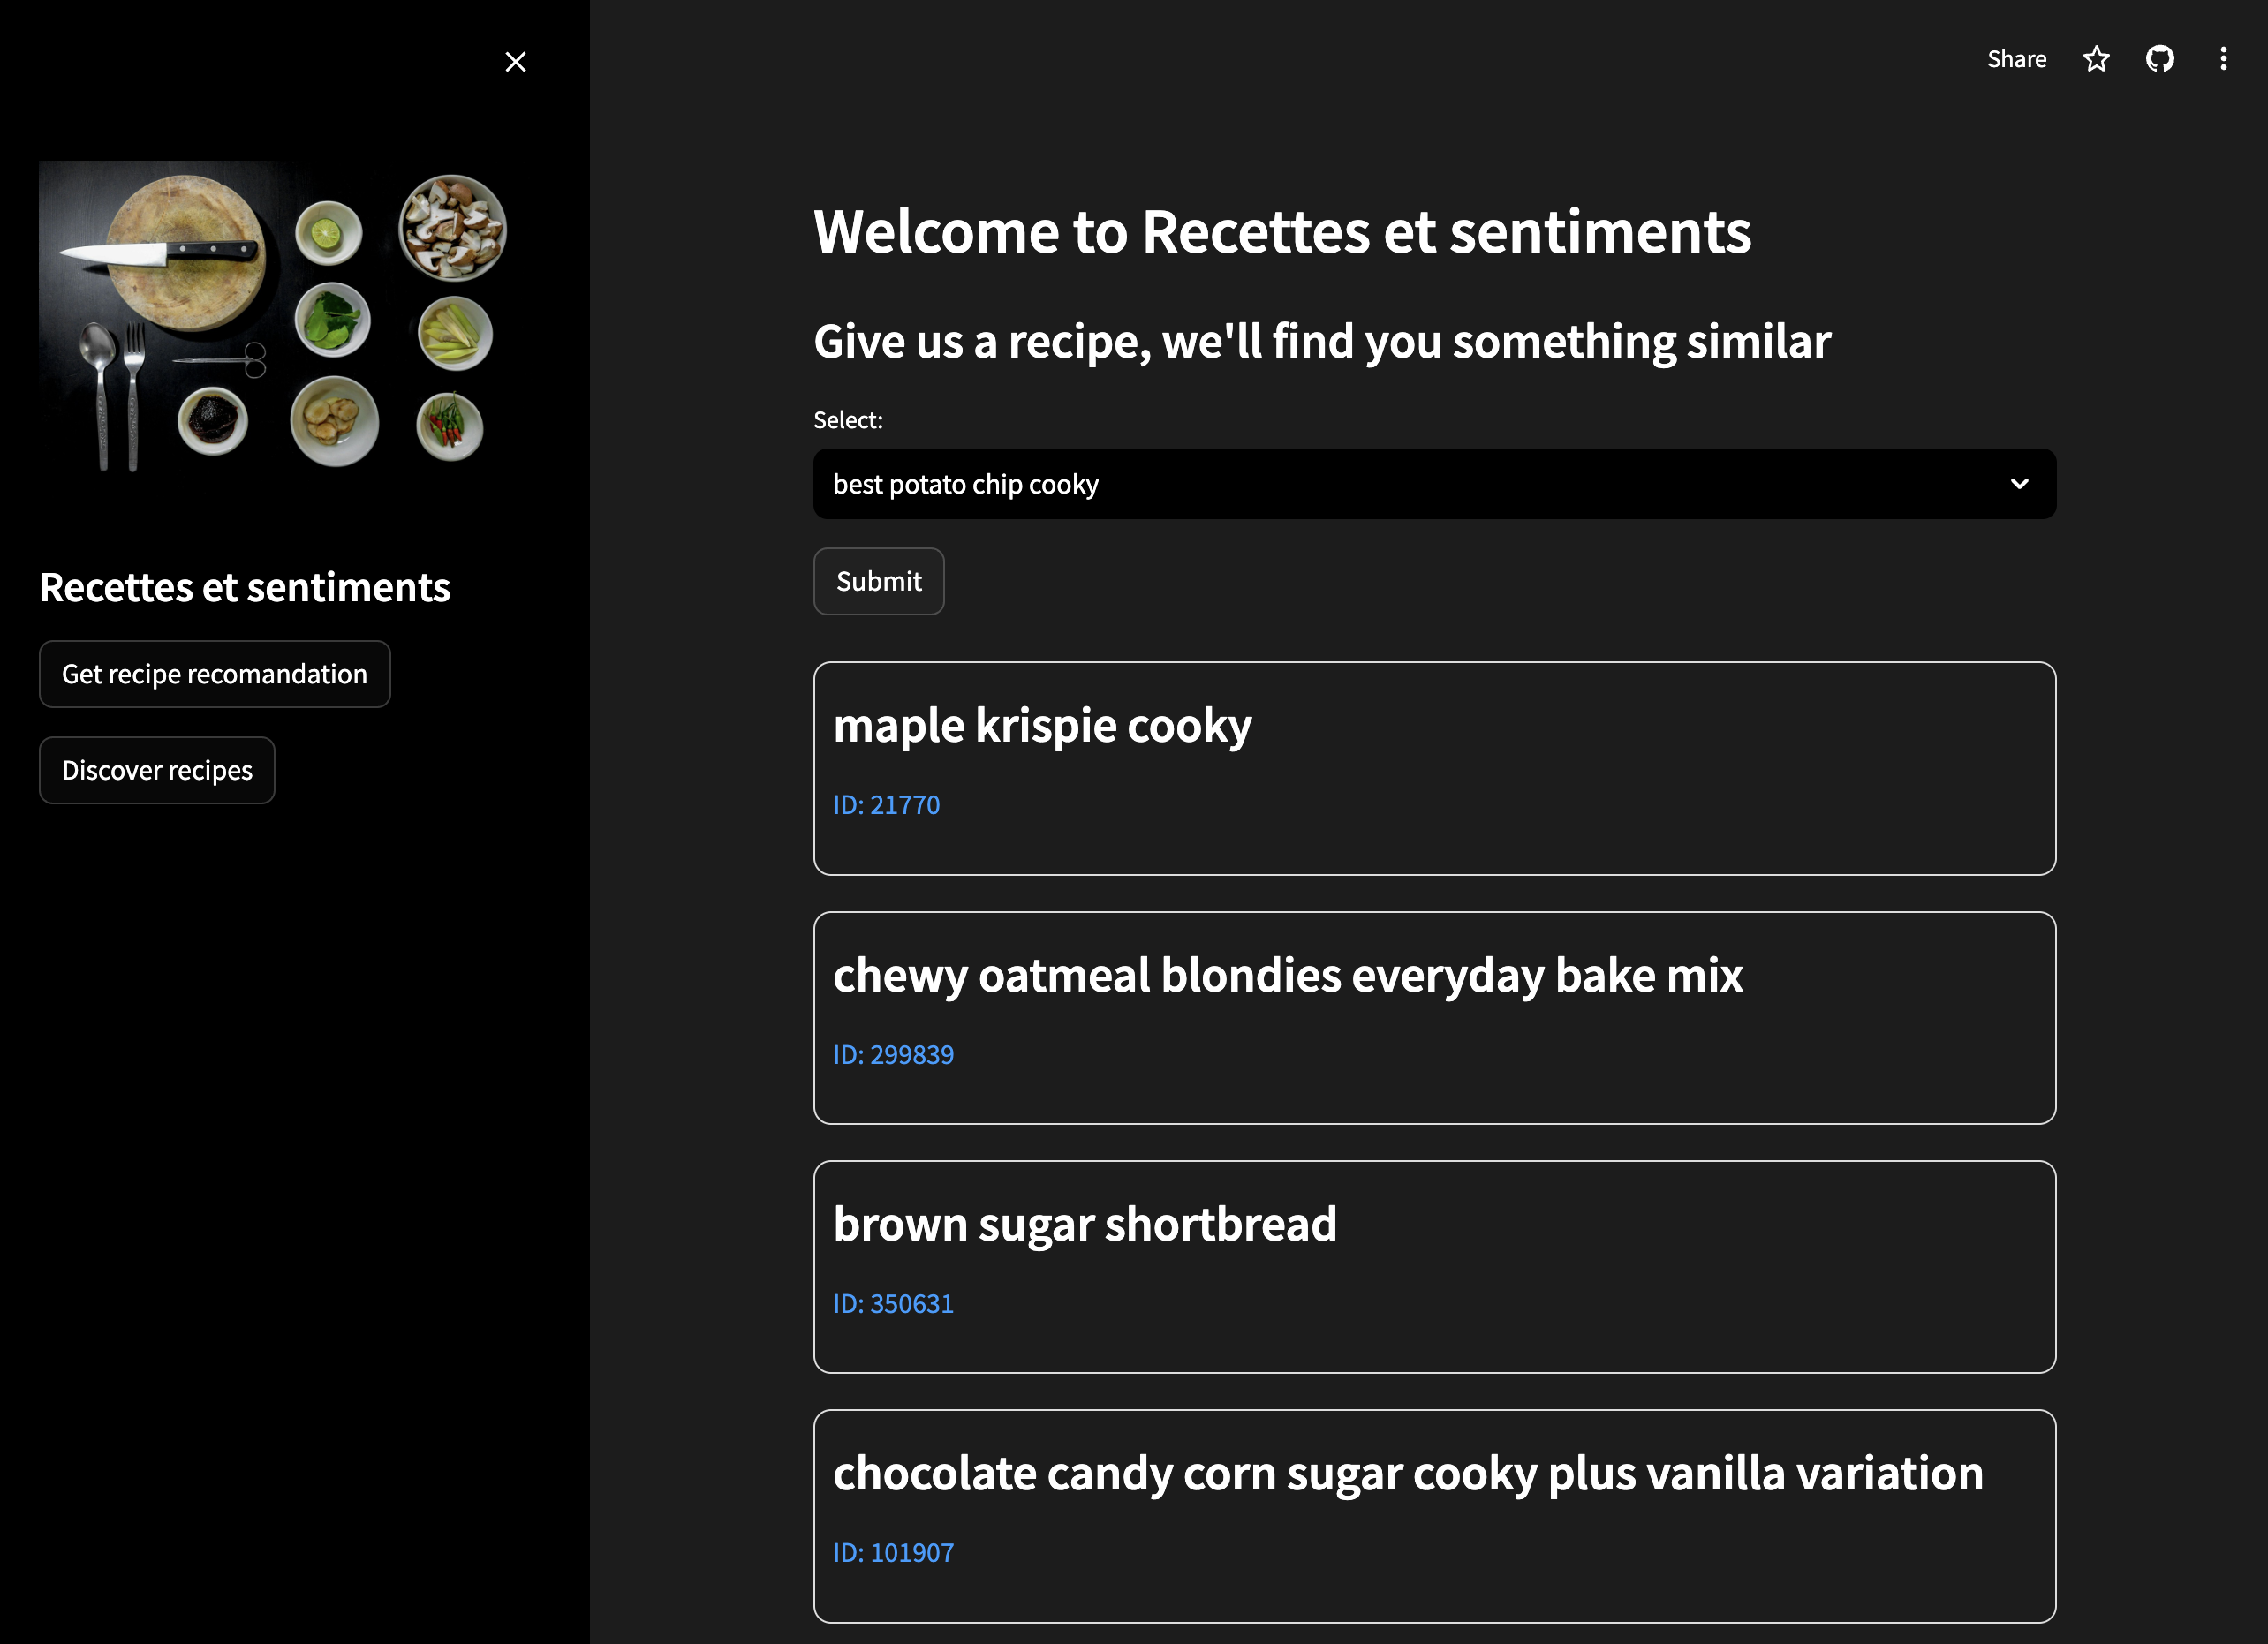 Share
Recettes et sentiments
Get recipe recomandation
Discover recipes
Welcome to Recettes et sentiments
Give us a recipe, we'll find you something similar
Select:
best potato chip cooky
Submit
maple krispie cooky
ID: 21770
chewy oatmeal blondies everyday bake mix
ID: 299839
brown sugar shortbread
ID: 350631
chocolate candy corn sugar cooky plus vanilla variation
ID: 101907